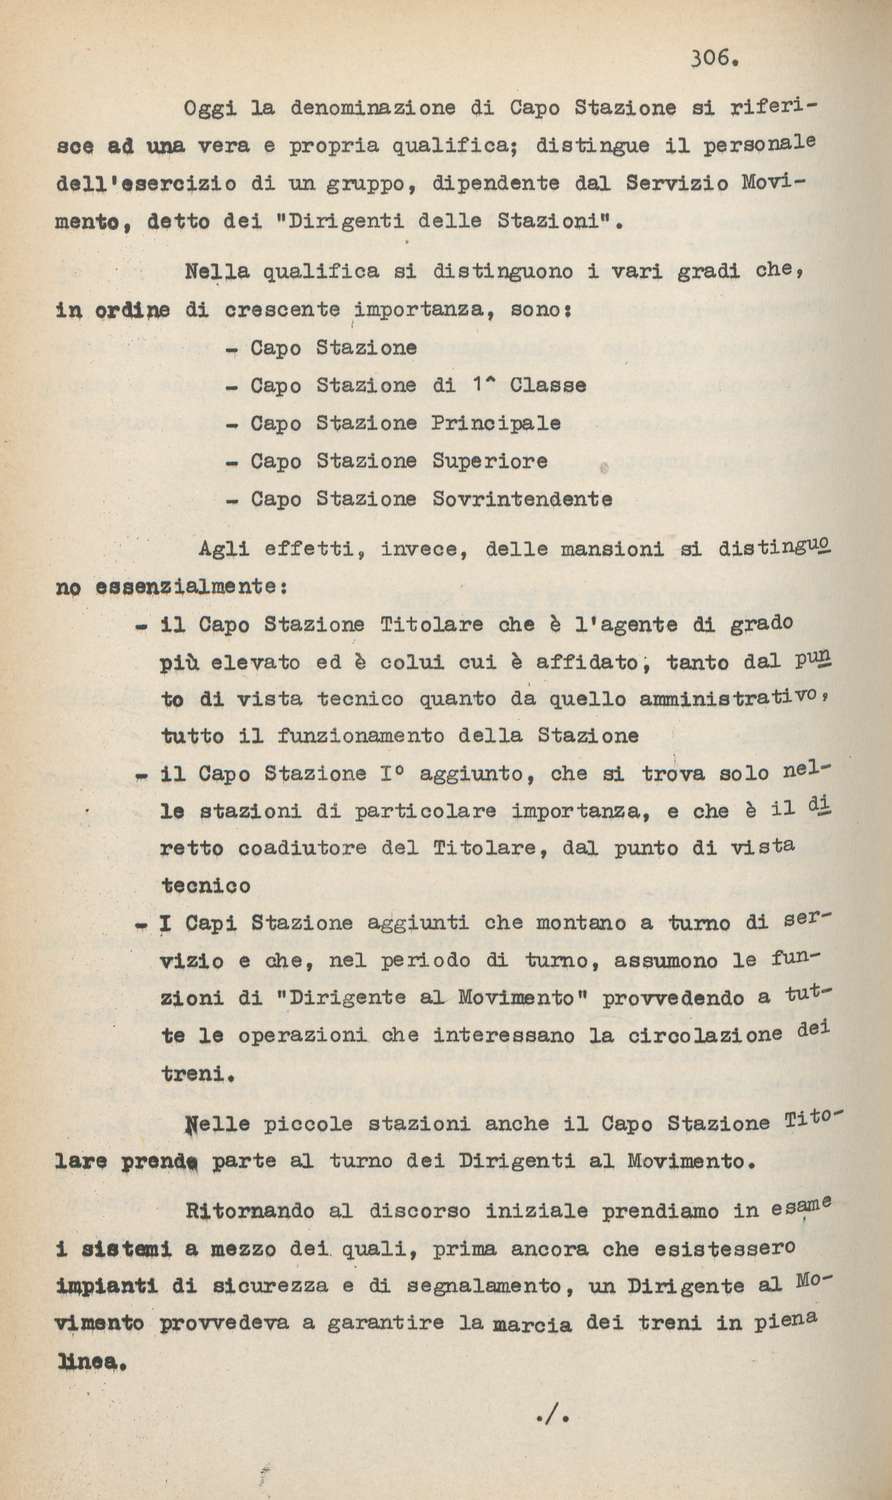 306.
Oggi la denominazione di Capo Stazione si riferi-
sce ad una vera e propria qualifica; distingue il personale
dell'esercizio di un gruppo, dipendente dal Servizio Movi-
mento, detto dei "Dirigenti delle Stazioni".
Nella qualifica si distinguono i vari gradi che,
in ordine di crescente importanza, sono:
- Capo Stazione
- Capo Stazione di 1^ Classe
- Capo Stazione Principale
- Capo Stazione Superiore
- Capo Stazione Sovrintendente
Agli effetti, invece, delle mansioni si distinguo
no essenzialmente:
- il Capo Stazione Titolare che è l'agente di grado
più elevato ed è colui cui è affidato, tanto dal pun
to di vista tecnico quanto da quello amministrativo,
tutto il funzionamento della Stazione
- il Capo Stazione I° aggiunto, che si trova solo nel-
le stazioni di particolare importanza, e che è il di
retto coadiutore del Titolare, dal punto di vista
tecnico
- I Capi Stazione aggiunti che montano a turno di ser-
vizio e che, nel periodo di turno, assumono le fun-
zioni di "Dirigente al Movimento" provvedendo a tut-
te le operazioni che interessano la circolazione dei
treni.
Nelle piccole stazioni anche il Capo Stazione Tito-
lare prende parte al turno dei Dirigenti al Movimento.
Ritornando al discorso iniziale prendiamo in esame
i sistemi a mezzo dei quali, prima ancora che esistessero
impianti di sicurezza e di segnalamento, un Dirigente al Mo-
vimento provvedeva a garantire la marcia dei treni in piena
linea.
./.